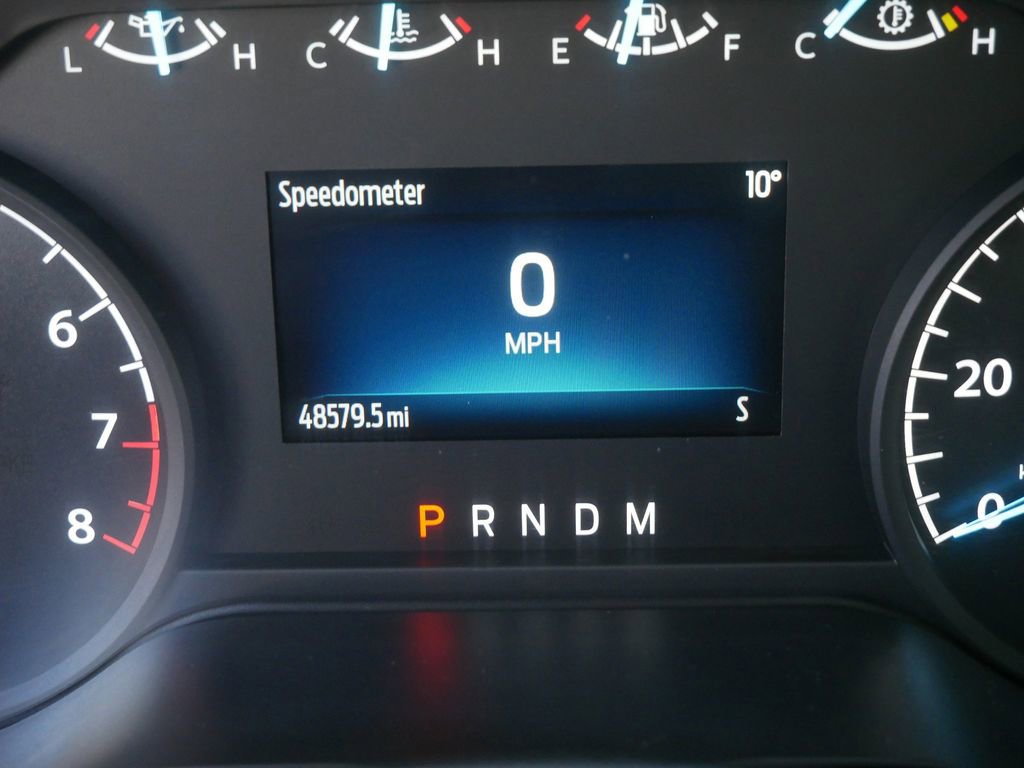 L H C H E F C H
Speedometer 10°
0
MPH
48579.5 mi S
6
7
8
20
0
P R N D M